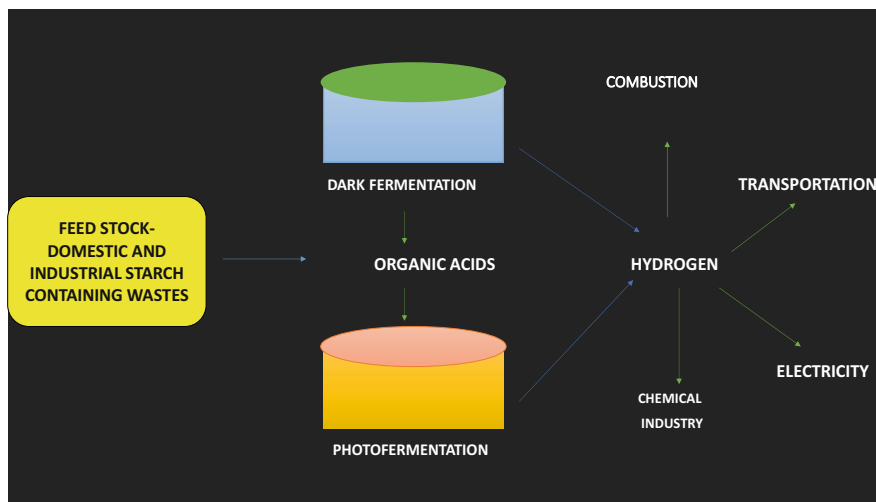 FEED STOCK-
DOMESTIC AND
INDUSTRIAL STARCH
CONTAINING WASTES
DARK FERMENTATION
ORGANIC ACIDS
PHOTOFERMENTATION
HYDROGEN
COMBUSTION
TRANSPORTATION
ELECTRICITY
CHEMICAL
INDUSTRY